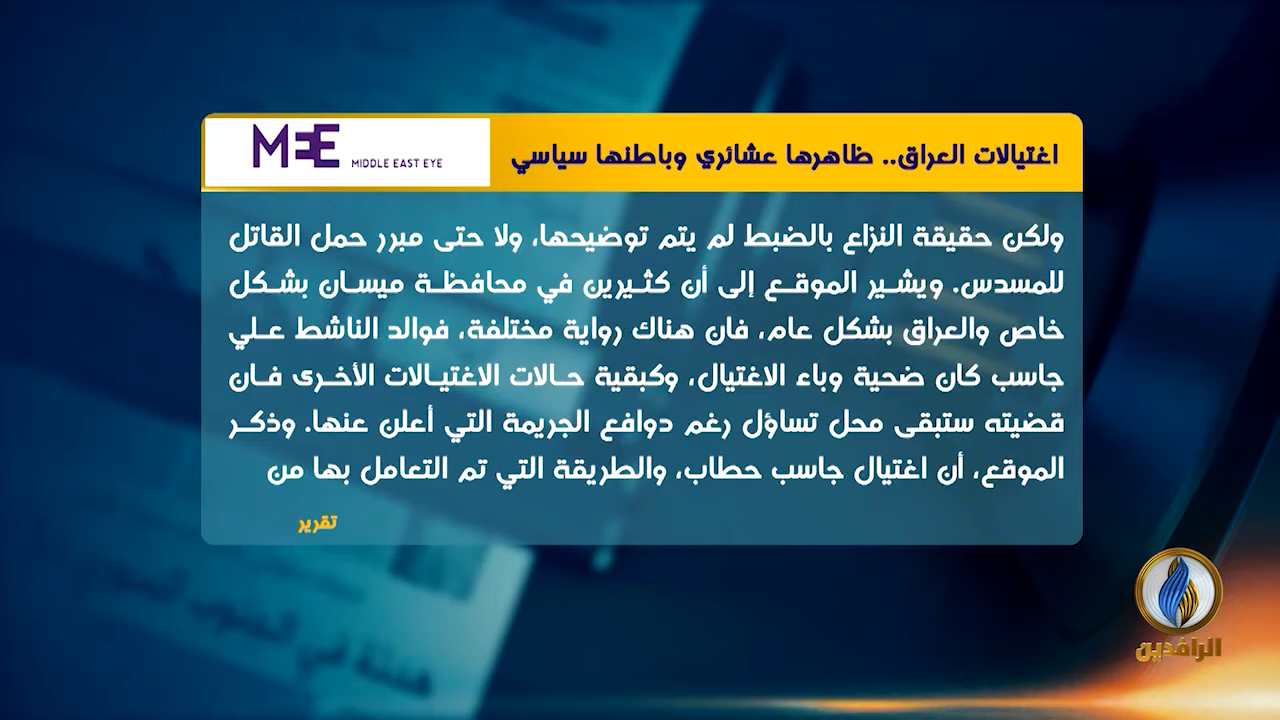 اغتيالات العراق.. ظاهرها عشائري وباطنها سياسي
MEE MIDDLE EAST EYE
ولكن حقيقة النزاع بالضبط لم يتم توضيحها، ولا حتى مبرر حمل القاتل
للمسدس. ويشير الموقع إلى أن كثيرين في محافظة ميسان بشكل
خاص والعراق بشكل عام، فان هناك رواية مختلفة، فوالد الناشط علي
جاسب كان ضحية وباء الاغتيال، وكبقية حالات الاغتيالات الأخرى فان
قضيته ستبقى محل تساؤل رغم دوافع الجريمة التي أعلن عنها. وذكر
الموقع، أن اغتيال جاسب حطاب، والطريقة التي تم التعامل بها من
تقرير
الرافدين